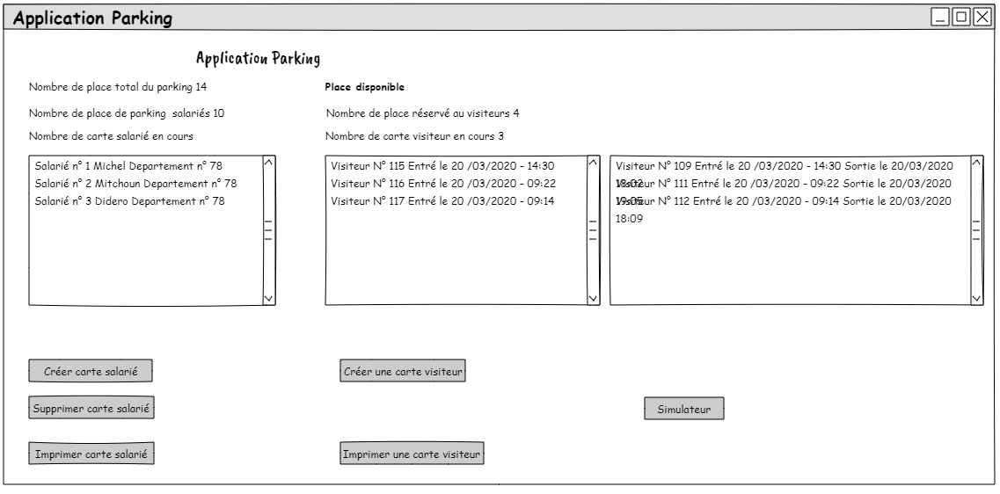 Application Parking
Application Parking
Nombre de place total du parking 14
Place disponible
Nombre de place de parking salariés 10
Nombre de place réservé au visiteurs 4
Nombre de carte salarié en cours
Nombre de carte visiteur en cours 3
Salarié n° 1 Michel Departement n° 78
Salarié n° 2 Mitchoun Departement n° 78
Salarié n° 3 Didero Departement n° 78
Visiteur N° 115 Entré le 20 /03/2020 - 14:30
Visiteur N° 116 Entré le 20 /03/2020 - 09:22
Visiteur N° 117 Entré le 20 /03/2020 - 09:14
Visiteur N° 109 Entré le 20 /03/2020 - 14:30 Sortie le 20/03/2020
18:02
Visiteur N° 111 Entré le 20 /03/2020 - 09:22 Sortie le 20/03/2020
19:05
Visiteur N° 112 Entré le 20 /03/2020 - 09:14 Sortie le 20/03/2020
18:09
Créer carte salarié
Créer une carte visiteur
Supprimer carte salarié
Simulateur
Imprimer carte salarié
Imprimer une carte visiteur